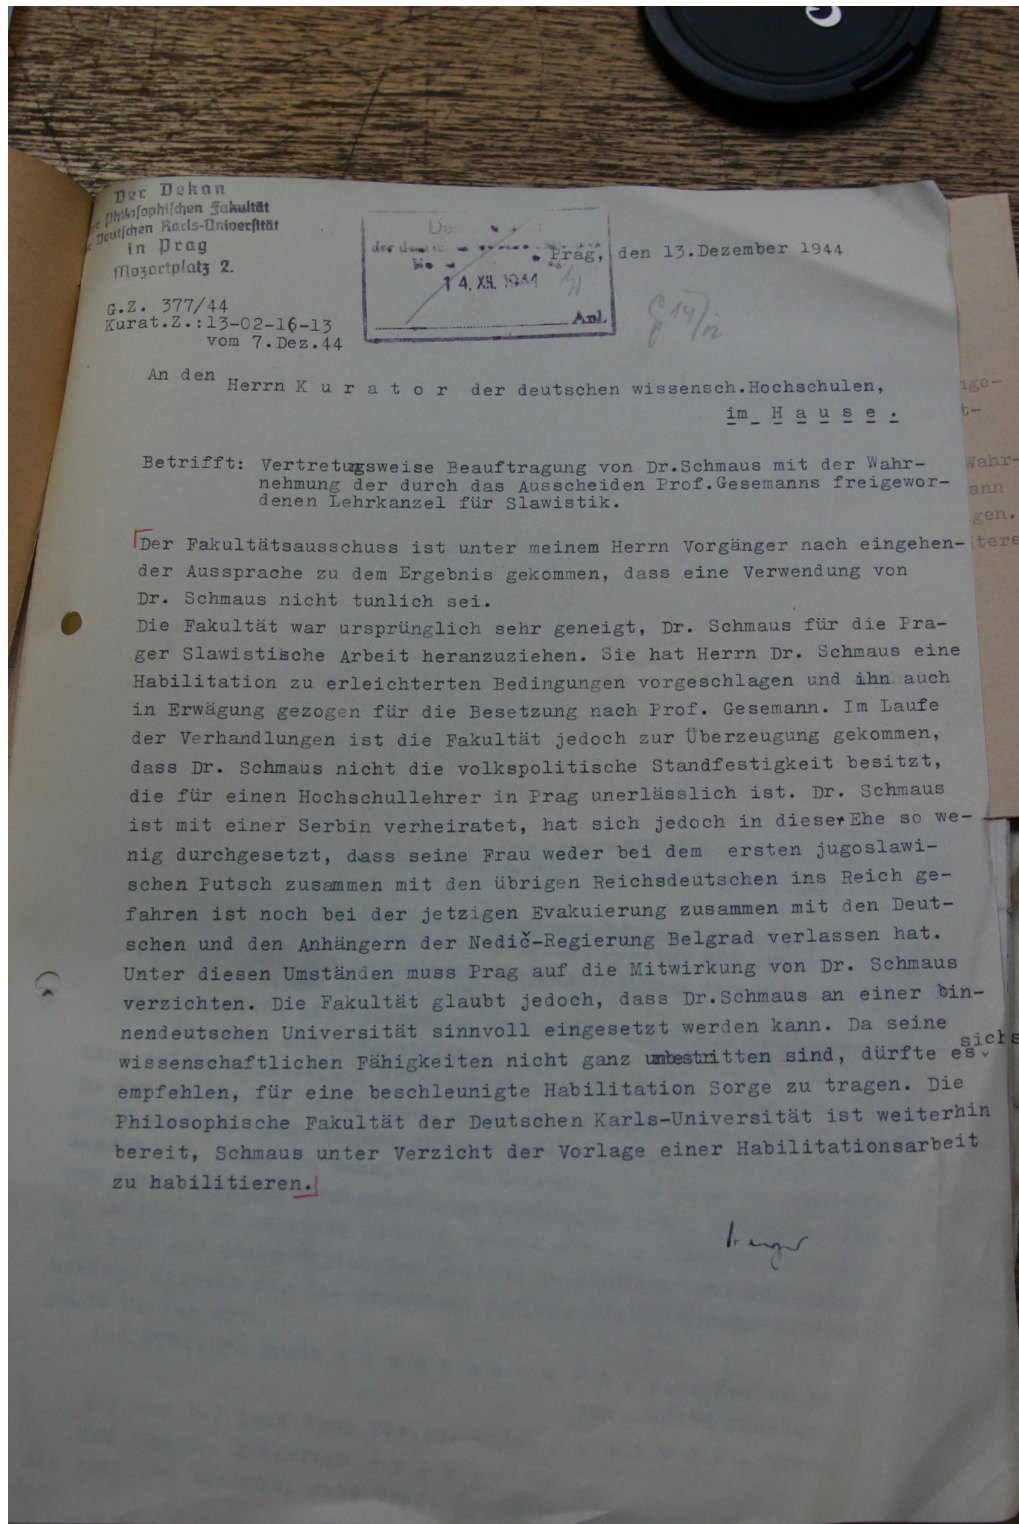 Der Dekan
Philosophischen Fakultät
Deutschen Karls-Universität
in Prag
Mozartplatz 2.
14. XII. 1944
Anl.
Prag, den 13.Dezember 1944
G.Z. 377/44
Kurat.Z.:13-02-16-13
vom 7.Dez.44
An den
Herrn K u r a t o r der deutschen wissensch.Hochschulen,
im H a u s e .
Betrifft: Vertretungsweise Beauftragung von Dr.Schmaus mit der Wahr-
nehmung der durch das Ausscheiden Prof.Gesemanns freigewor-
denen Lehrkanzel für Slawistik.
Der Fakultätsausschuss ist unter meinem Herrn Vorgänger nach eingehen-
der Aussprache zu dem Ergebnis gekommen, dass eine Verwendung von
Dr. Schmaus nicht tunlich sei.
Die Fakultät war ursprünglich sehr geneigt, Dr. Schmaus für die Pra-
ger Slawistische Arbeit heranzuziehen. Sie hat Herrn Dr. Schmaus eine
Habilitation zu erleichterten Bedingungen vorgeschlagen und ihn auch
in Erwägung gezogen für die Besetzung nach Prof. Gesemann. Im Laufe
der Verhandlungen ist die Fakultät jedoch zur Überzeugung gekommen,
dass Dr. Schmaus nicht die volkspolitische Standfestigkeit besitzt,
die für einen Hochschullehrer in Prag unerlässlich ist. Dr. Schmaus
ist mit einer Serbin verheiratet, hat sich jedoch in dieser Ehe so we-
nig durchgesetzt, dass seine Frau weder bei dem ersten jugoslawi-
schen Putsch zusammen mit den übrigen Reichsdeutschen ins Reich ge-
fahren ist noch bei der jetzigen Evakuierung zusammen mit den Deut-
schen und den Anhängern der Nedič-Regierung Belgrad verlassen hat.
Unter diesen Umständen muss Prag auf die Mitwirkung von Dr. Schmaus
verzichten. Die Fakultät glaubt jedoch, dass Dr.Schmaus an einer bin-
nendeutschen Universität sinnvoll eingesetzt werden kann. Da seine
wissenschaftlichen Fähigkeiten nicht ganz unbestritten sind, dürfte es sich
empfehlen, für eine beschleunigte Habilitation Sorge zu tragen. Die
Philosophische Fakultät der Deutschen Karls-Universität ist weiterhin
bereit, Schmaus unter Verzicht der Vorlage einer Habilitationsarbeit
zu habilitieren.